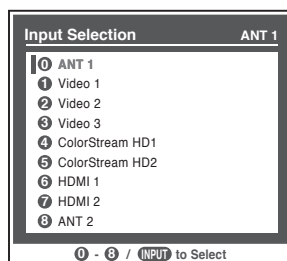 Input Selection ANT 1
0 ANT 1
1 Video 1
2 Video 2
3 Video 3
4 ColorStream HD1
5 ColorStream HD2
6 HDMI 1
7 HDMI 2
8 ANT 2
0 - 8 / INPUT to Select